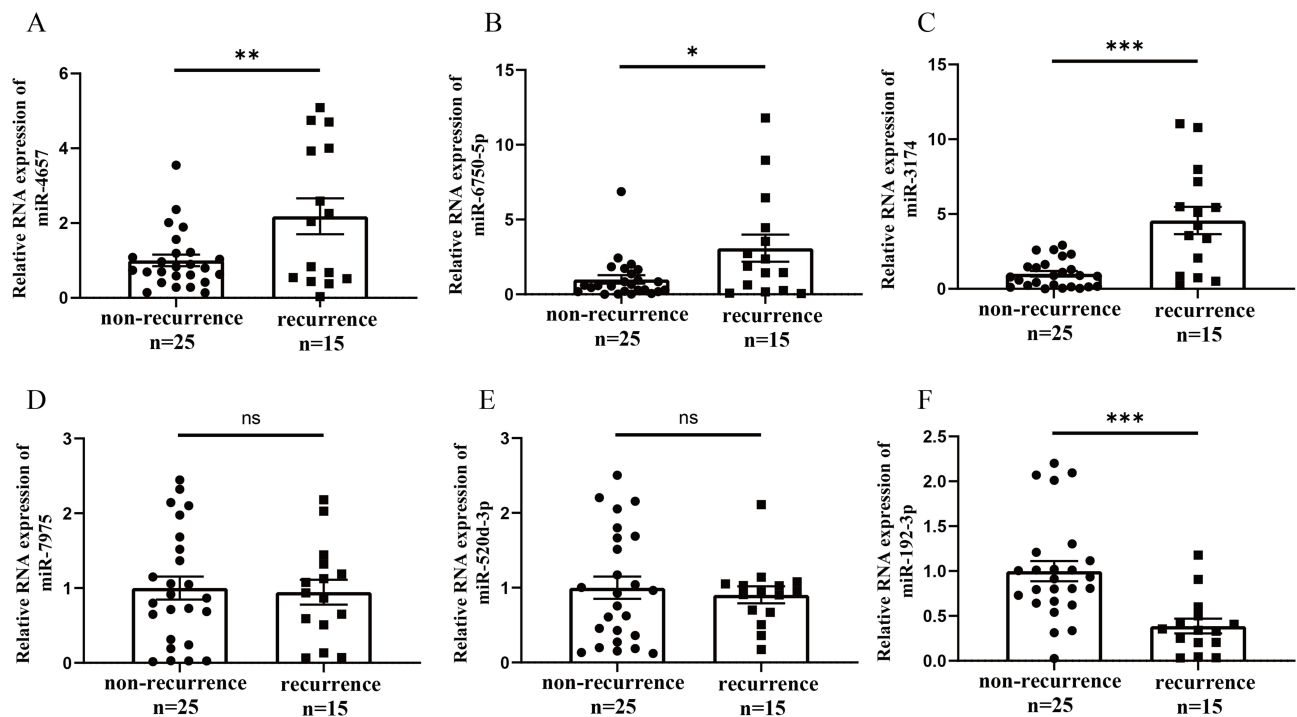 A
**
Relative RNA expression of
miR-4657
6
4
2
0
non-recurrence
recurrence
n=25
n=15
B
*
Relative RNA expression of
miR-6750-5p
15
10
5
0
non-recurrence
recurrence
n=25
n=15
C
***
Relative RNA expression of
miR-3174
15
10
5
0
non-recurrence
recurrence
n=25
n=15
D
ns
Relative RNA expression of
miR-7975
3
2
1
0
non-recurrence
recurrence
n=25
n=15
E
ns
Relative RNA expression of
miR-520d-3p
3
2
1
0
non-recurrence
recurrence
n=25
n=15
F
***
Relative RNA expression of
miR-192-3p
2.5
2.0
1.5
1.0
0.5
0.0
non-recurrence
recurrence
n=25
n=15